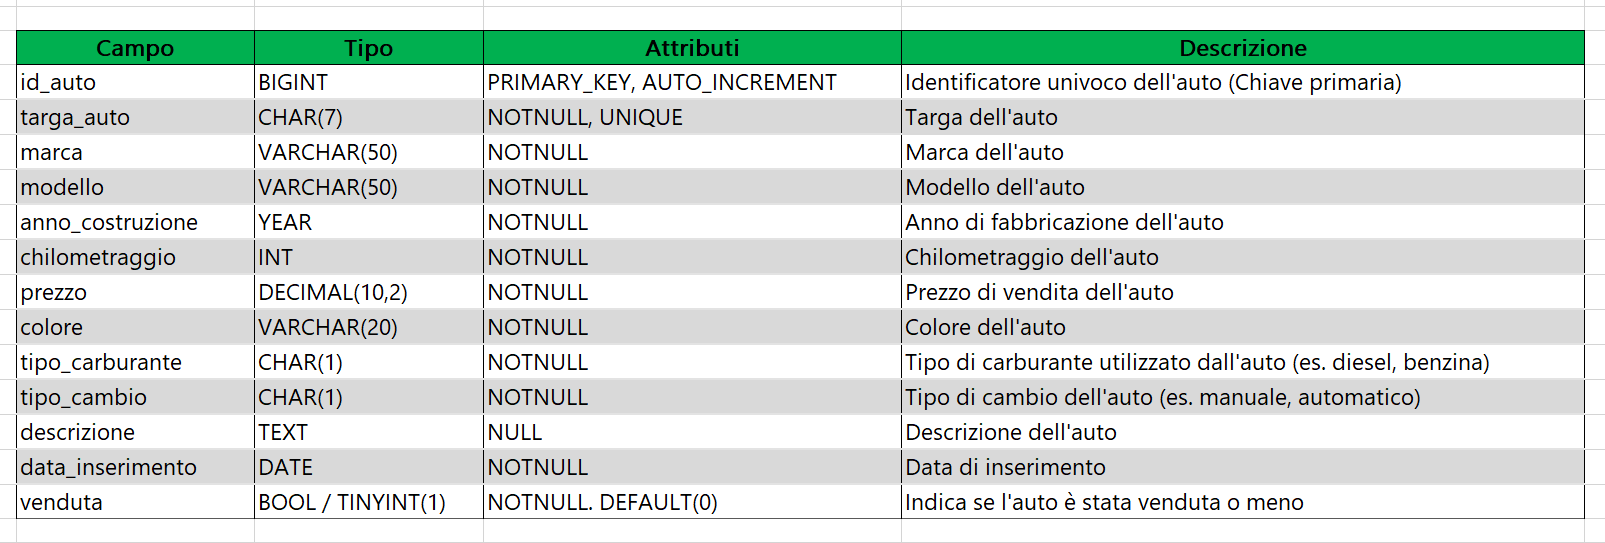 Campo Tipo Attributi Descrizione
id_auto BIGINT PRIMARY_KEY, AUTO_INCREMENT Identificatore univoco dell'auto (Chiave primaria)
targa_auto CHAR(7) NOTNULL, UNIQUE Targa dell'auto
marca VARCHAR(50) NOTNULL Marca dell'auto
modello VARCHAR(50) NOTNULL Modello dell'auto
anno_costruzione YEAR NOTNULL Anno di fabbricazione dell'auto
chilometraggio INT NOTNULL Chilometraggio dell'auto
prezzo DECIMAL(10,2) NOTNULL Prezzo di vendita dell'auto
colore VARCHAR(20) NOTNULL Colore dell'auto
tipo_carburante CHAR(1) NOTNULL Tipo di carburante utilizzato dall'auto (es. diesel, benzina)
tipo_cambio CHAR(1) NOTNULL Tipo di cambio dell'auto (es. manuale, automatico)
descrizione TEXT NULL Descrizione dell'auto
data_inserimento DATE NOTNULL Data di inserimento
venduta BOOL / TINYINT(1) NOTNULL. DEFAULT(0) Indica se l'auto è stata venduta o meno